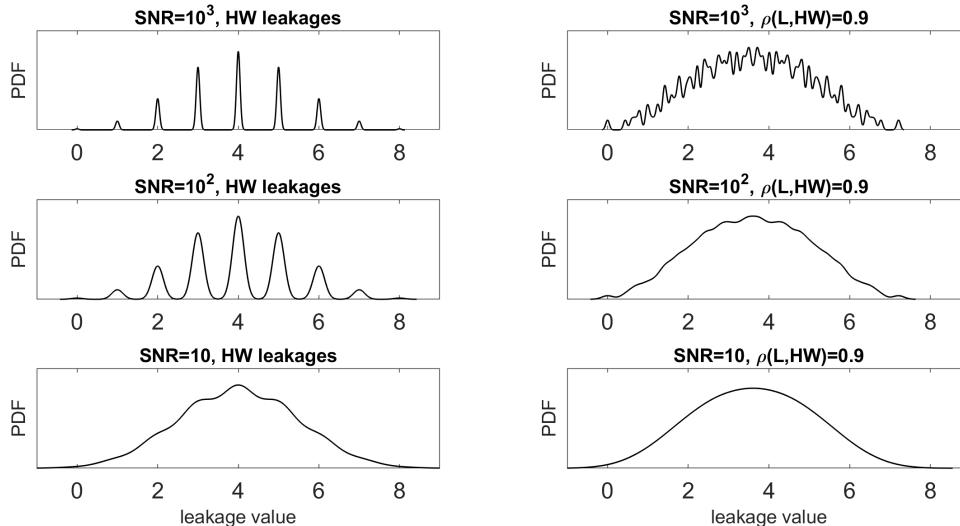 SNR=10³, HW leakages
PDF
0 2 4 6 8
SNR=10², HW leakages
PDF
0 2 4 6 8
SNR=10, HW leakages
PDF
0 2 4 6 8
leakage value
SNR=10³, ρ(L,HW)=0.9
PDF
0 2 4 6 8
SNR=10², ρ(L,HW)=0.9
PDF
0 2 4 6 8
SNR=10, ρ(L,HW)=0.9
PDF
0 2 4 6 8
leakage value